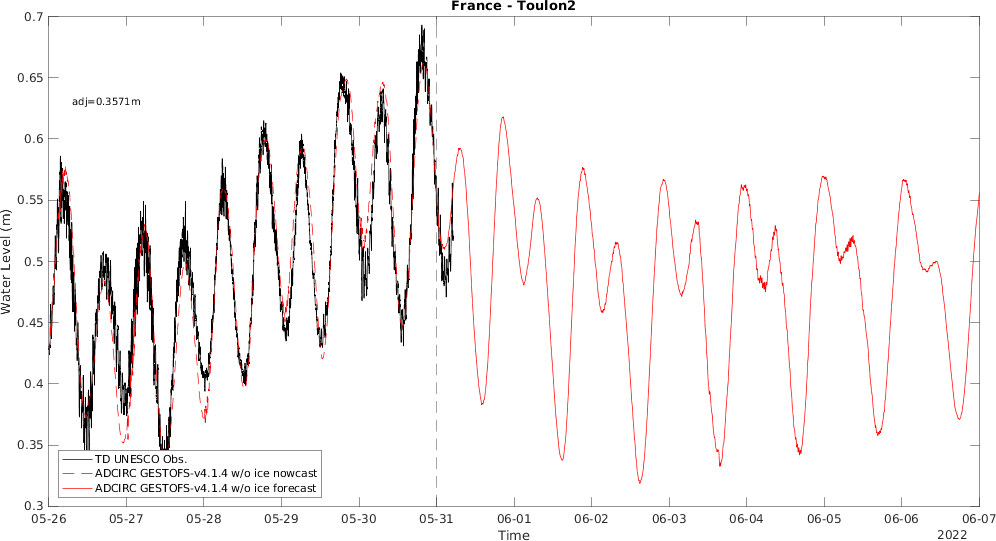 France - Toulon2
0.7
0.65
0.6
0.55
0.5
0.45
0.4
0.35
0.3
Water Level (m)
adj=0.3571m
TD UNESCO Obs.
ADCIRC GESTOFS-v4.1.4 w/o ice nowcast
ADCIRC GESTOFS-v4.1.4 w/o ice forecast
05-26 05-27 05-28 05-29 05-30 05-31 06-01 06-02 06-03 06-04 06-05 06-06 06-07
Time
2022